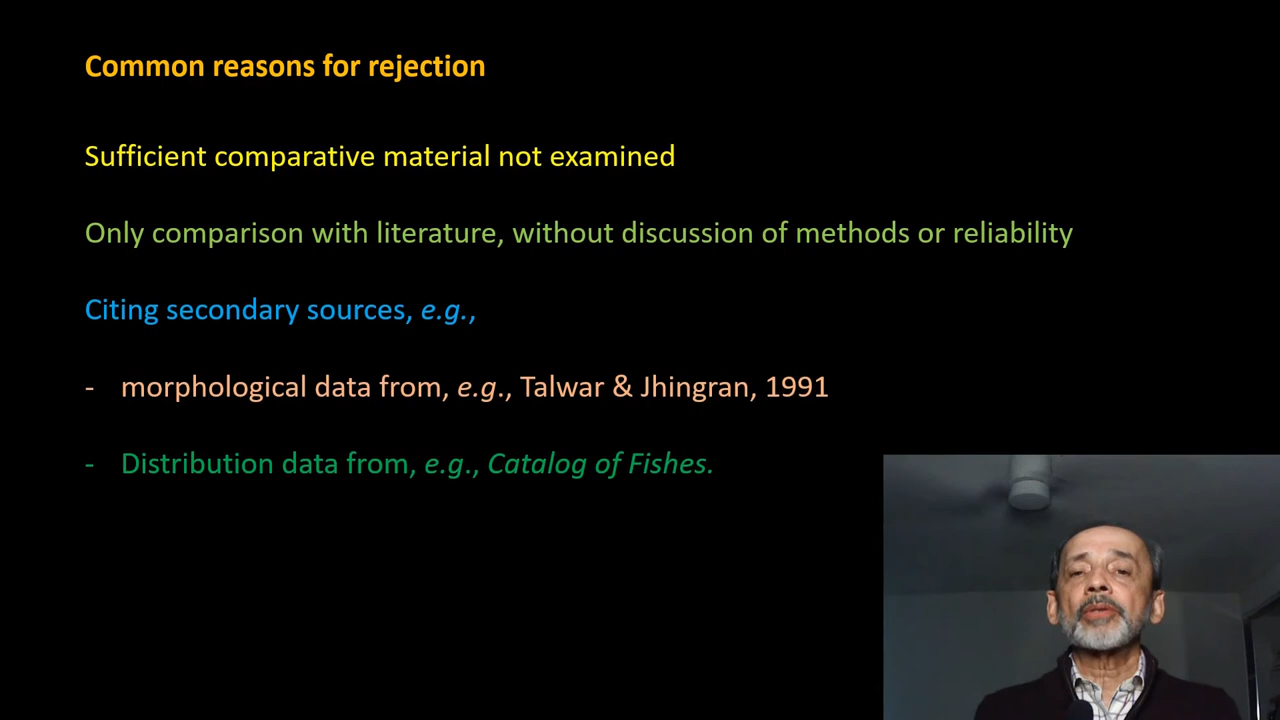 Common reasons for rejection
Sufficient comparative material not examined
Only comparison with literature, without discussion of methods or reliability
Citing secondary sources, e.g.,
- morphological data from, e.g., Talwar & Jhingran, 1991
- Distribution data from, e.g., Catalog of Fishes.